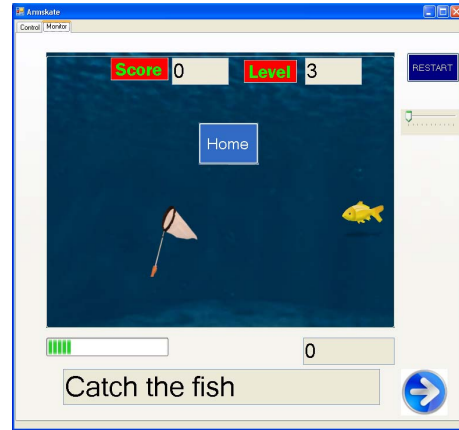 Armskate
Control Monitor
Score 0 Level 3
RESTART
Home
0
Catch the fish